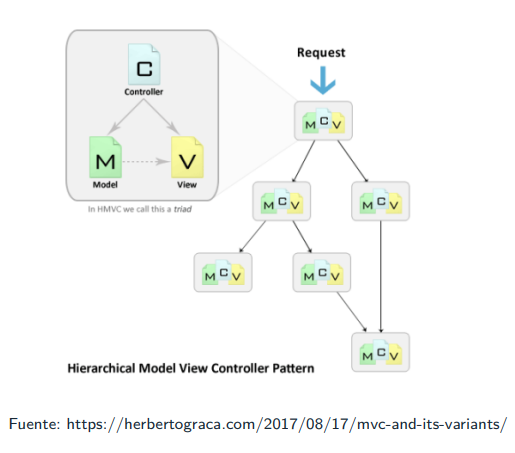 Request
C
Controller
M
V
Model
View
In HMVC we call this a triad
M C V
M C V
M C V
M C V
M C V
M C V
Hierarchical Model View Controller Pattern
Fuente: https://herbertograca.com/2017/08/17/mvc-and-its-variants/